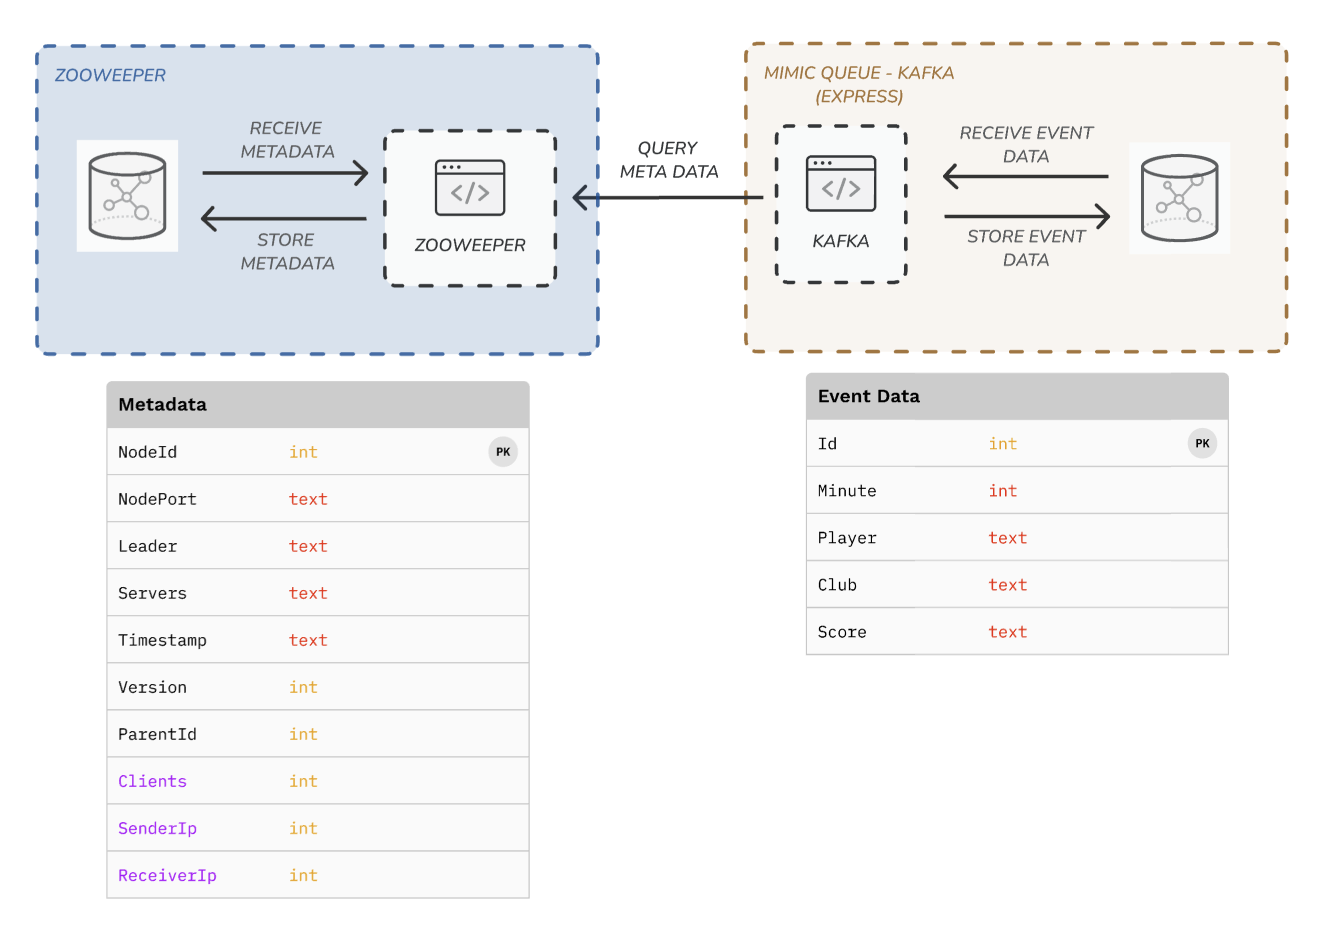 ZOOWEEPER
RECEIVE
METADATA
STORE
METADATA
ZOOWEEPER
QUERY
META DATA
MIMIC QUEUE - KAFKA
(EXPRESS)
KAFKA
RECEIVE EVENT
DATA
STORE EVENT
DATA
Metadata
NodeId int PK
NodePort text
Leader text
Servers text
Timestamp text
Version int
ParentId int
Clients int
SenderIp int
ReceiverIp int
Event Data
Id int PK
Minute int
Player text
Club text
Score text